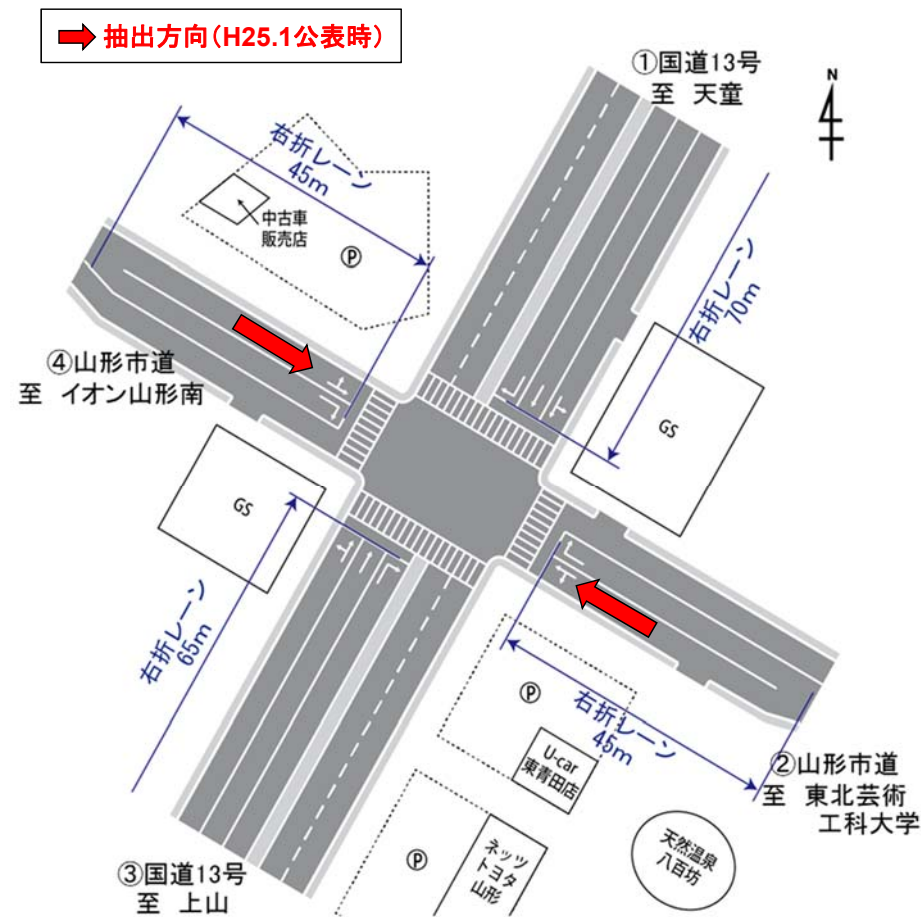 抽出方向(H25.1公表時)
①国道13号
至 天童
N
右折レーン
45m
中古車
販売店
Ⓟ
右折レーン
70m
④山形市道
至 イオン山形南
GS
GS
右折レーン
65m
Ⓟ
右折レーン
45m
U-car
東青田店
②山形市道
至 東北芸術
工科大学
Ⓟ
ネッツ
トヨタ
山形
天然温泉
八百坊
③国道13号
至 上山